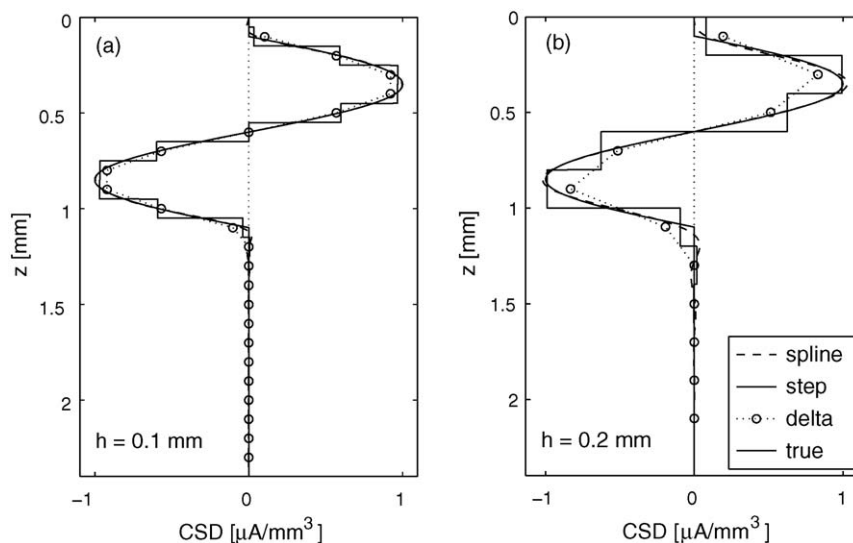 (a)
0
0.5
1
1.5
2
z [mm]
h = 0.1 mm
−1
0
1
CSD [μA/mm³]
(b)
0
0.5
1
1.5
2
z [mm]
h = 0.2 mm
spline
step
delta
true
−1
0
1
CSD [μA/mm³]